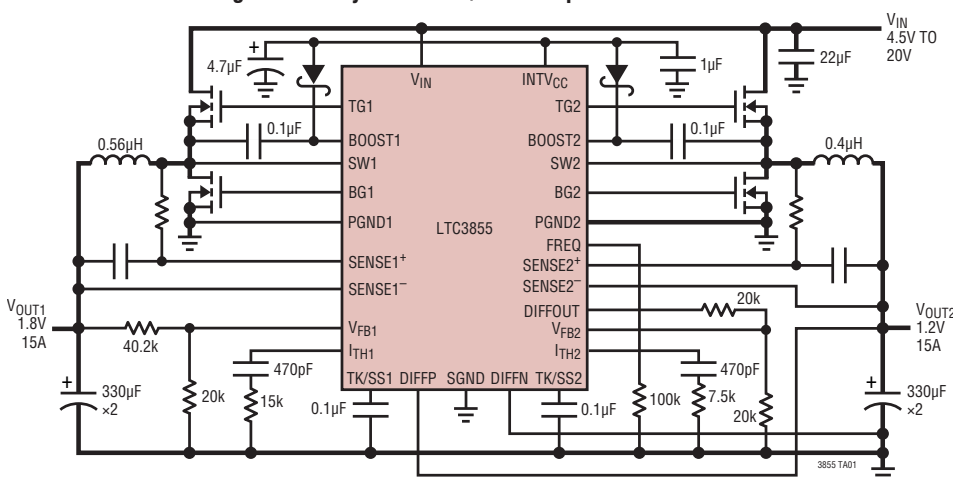 V_IN
4.5V TO
20V
4.7µF
+
1µF
22µF
V_IN
INTV_CC
TG1
TG2
0.1µF
0.1µF
BOOST1
BOOST2
0.56µH
0.4µH
SW1
SW2
BG1
BG2
LTC3855
PGND1
PGND2
FREQ
SENSE1+
SENSE2+
SENSE1–
SENSE2–
DIFFOUT
20k
V_OUT1
1.8V
15A
V_OUT2
1.2V
15A
V_FB1
V_FB2
40.2k
I_TH1
I_TH2
470pF
470pF
TK/SS1 DIFFP SGND DIFFN TK/SS2
+
330µF
×2
20k
15k
0.1µF
0.1µF
100k
7.5k
20k
+
330µF
×2
3855 TA01